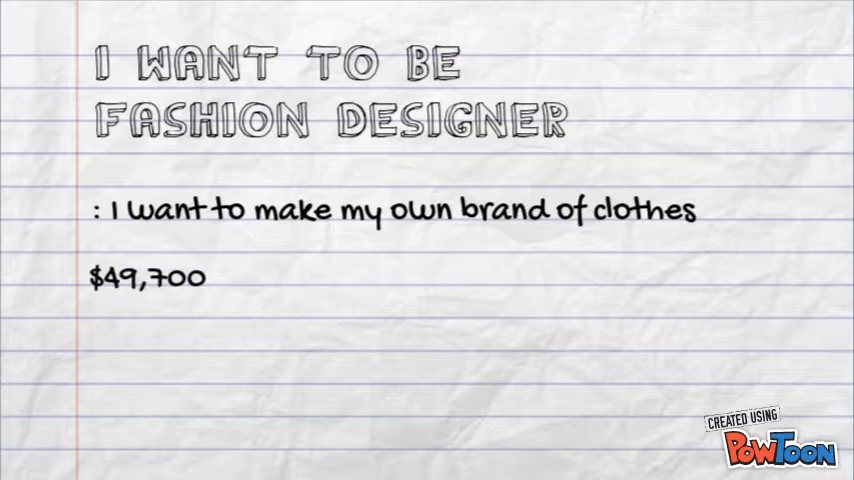 I WANT TO BE
FASHION DESIGNER
: I want to make my own brand of clothes
$49,700
CREATED USING
POWTOON